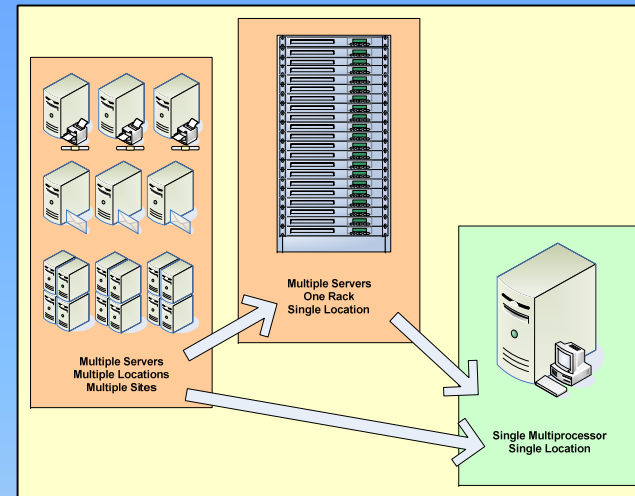 Multiple Servers
Multiple Locations
Multiple Sites
Multiple Servers
One Rack
Single Location
Single Multiprocessor
Single Location